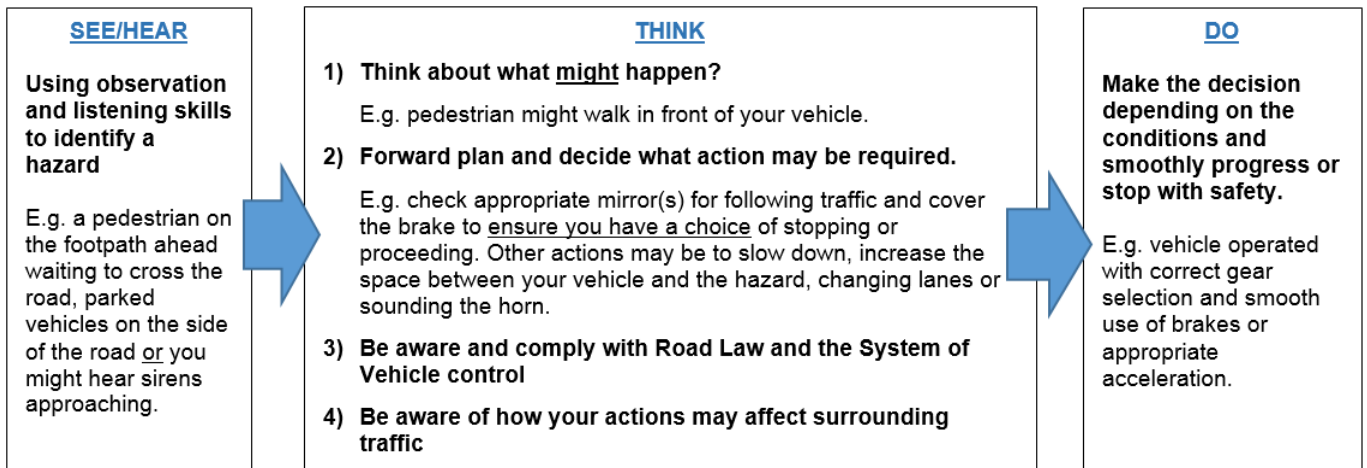 SEE/HEAR
Using observation
and listening skills
to identify a
hazard
E.g. a pedestrian on
the footpath ahead
waiting to cross the
road, parked
vehicles on the side
of the road or you
might hear sirens
approaching.
THINK
1) Think about what might happen?
E.g. pedestrian might walk in front of your vehicle.
2) Forward plan and decide what action may be required.
E.g. check appropriate mirror(s) for following traffic and cover
the brake to ensure you have a choice of stopping or
proceeding. Other actions may be to slow down, increase the
space between your vehicle and the hazard, changing lanes or
sounding the horn.
3) Be aware and comply with Road Law and the System of
Vehicle control
4) Be aware of how your actions may affect surrounding
traffic
DO
Make the decision
depending on the
conditions and
smoothly progress or
stop with safety.
E.g. vehicle operated
with correct gear
selection and smooth
use of brakes or
appropriate
acceleration.